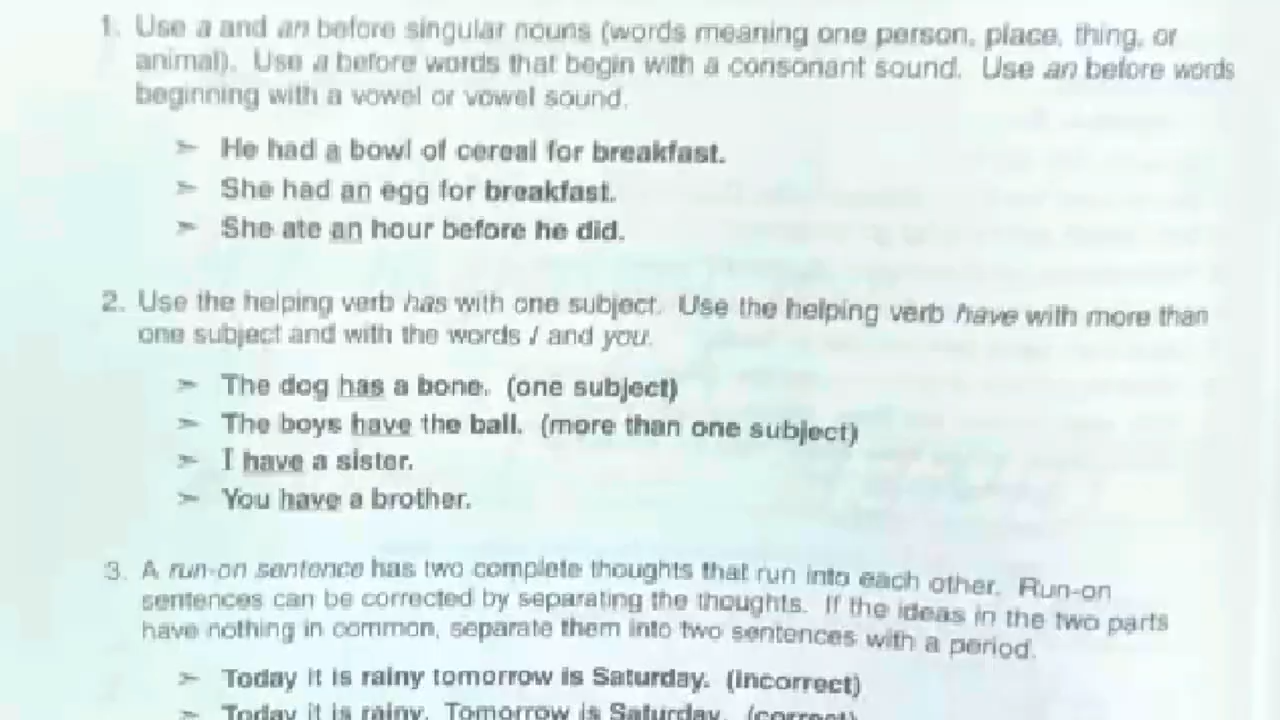 1. Use a and an before singular nouns (words meaning one person, place, thing, or
animal). Use a before words that begin with a consonant sound. Use an before words
beginning with a vowel or vowel sound.
➢ He had a bowl of cereal for breakfast.
➢ She had an egg for breakfast.
➢ She ate an hour before he did.
2. Use the helping verb has with one subject. Use the helping verb have with more than
one subject and with the words I and you.
➢ The dog has a bone. (one subject)
➢ The boys have the ball. (more than one subject)
➢ I have a sister.
➢ You have a brother.
3. A run-on sentence has two complete thoughts that run into each other. Run-on
sentences can be corrected by separating the thoughts. If the ideas in the two parts
have nothing in common, separate them into two sentences with a period.
➢ Today it is rainy tomorrow is Saturday. (incorrect)
➢ Today it is rainy. Tomorrow is Saturday. (correct)